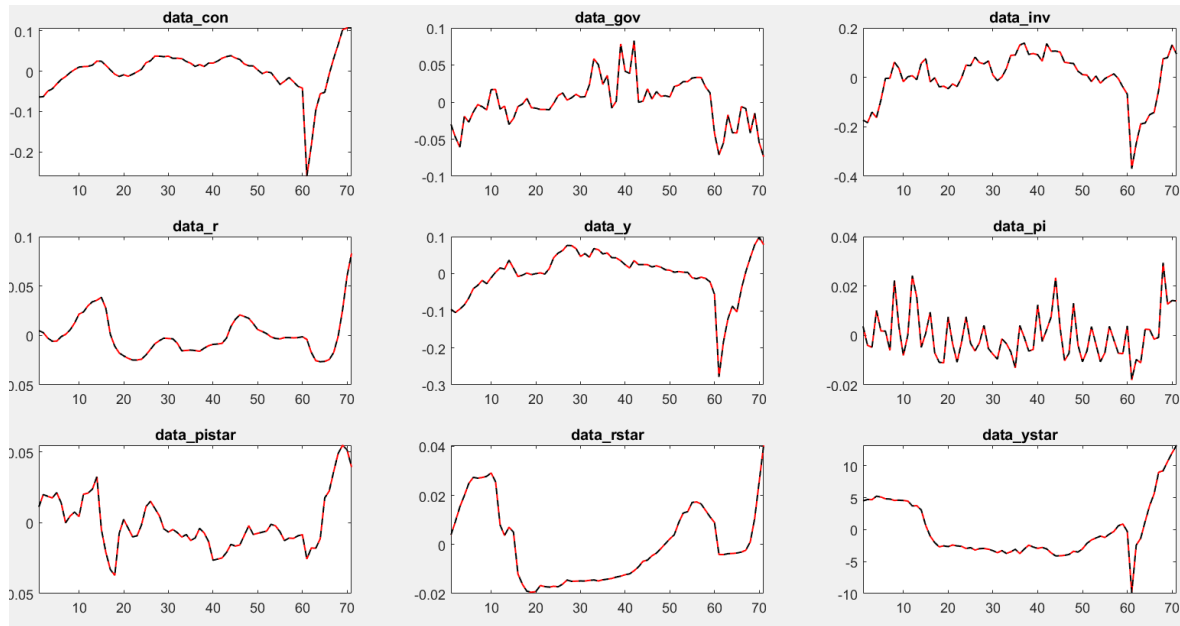 data_con data_gov data_inv
0.1 0.1 0.2
0 0.05 0
-0.1 0 -0.2
-0.2 -0.05 -0.4
-0.1
10 20 30 40 50 60 70 10 20 30 40 50 60 70 10 20 30 40 50 60 70
data_r data_y data_pi
0.1 0.1 0.04
0.05 0 0.02
0 -0.1 0
0.05 -0.2 -0.02
-0.3
10 20 30 40 50 60 70 10 20 30 40 50 60 70 10 20 30 40 50 60 70
data_pistar data_rstar data_ystar
0.05 0.04 10
0 0.02 5
0.05 0 0
-0.02 -5
-10
10 20 30 40 50 60 70 10 20 30 40 50 60 70 10 20 30 40 50 60 70